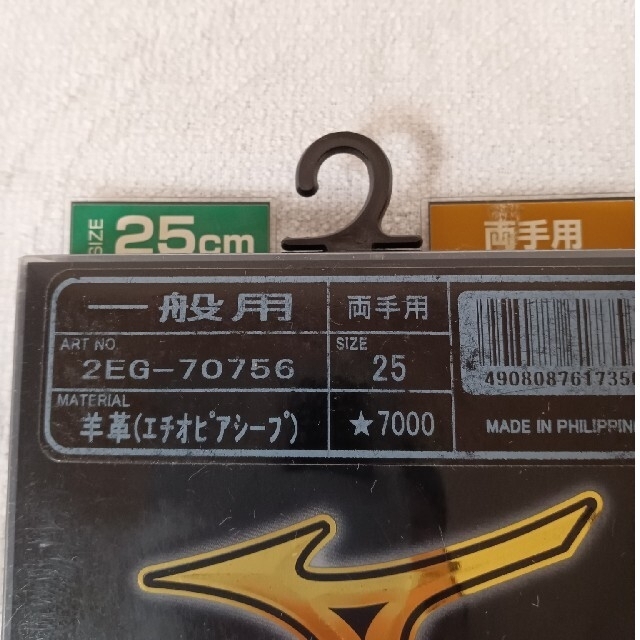 SIZE 25cm
両手用
一般用 両手用
ART NO.
2EG-70756
SIZE
25
4908087617350
MATERIAL
羊革(エチオピアシープ)
★7000
MADE IN PHILIPPIN